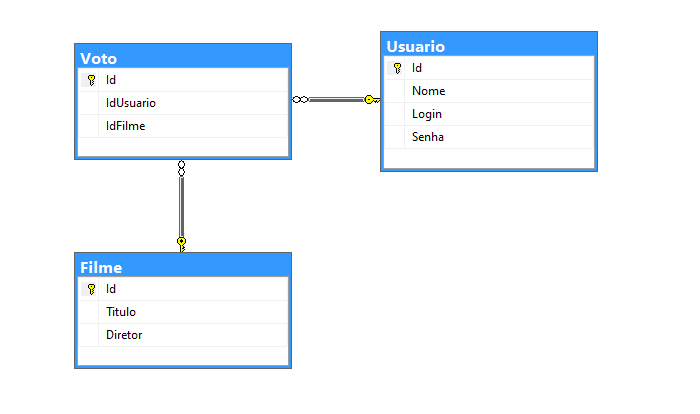 Voto
Id
IdUsuario
IdFilme
Usuario
Id
Nome
Login
Senha
Filme
Id
Titulo
Diretor